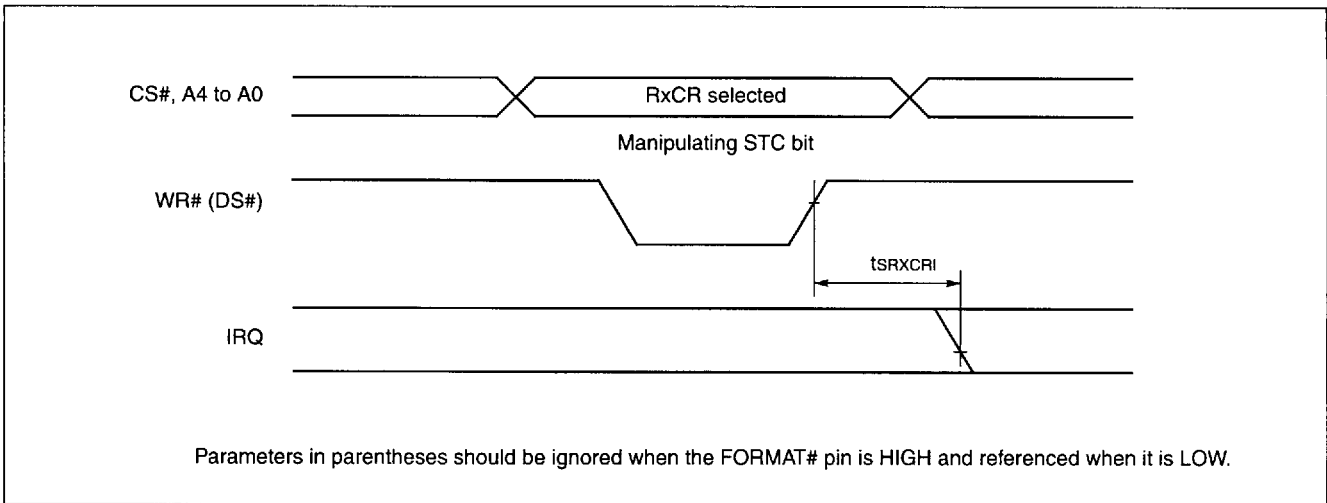 CS#, A4 to A0
RxCR selected
Manipulating STC bit
WR# (DS#)
tSRXCRI
IRQ
Parameters in parentheses should be ignored when the FORMAT# pin is HIGH and referenced when it is LOW.